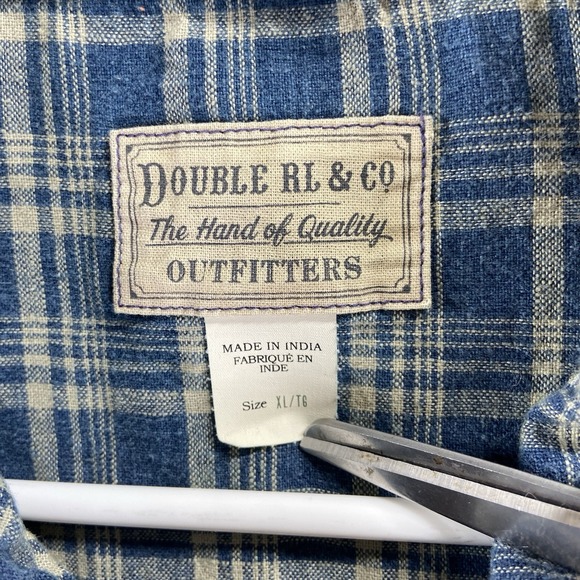 DOUBLE RL & CO
The Hand of Quality
OUTFITTERS
MADE IN INDIA
FABRIQUÉ EN
INDE
Size XL/TG